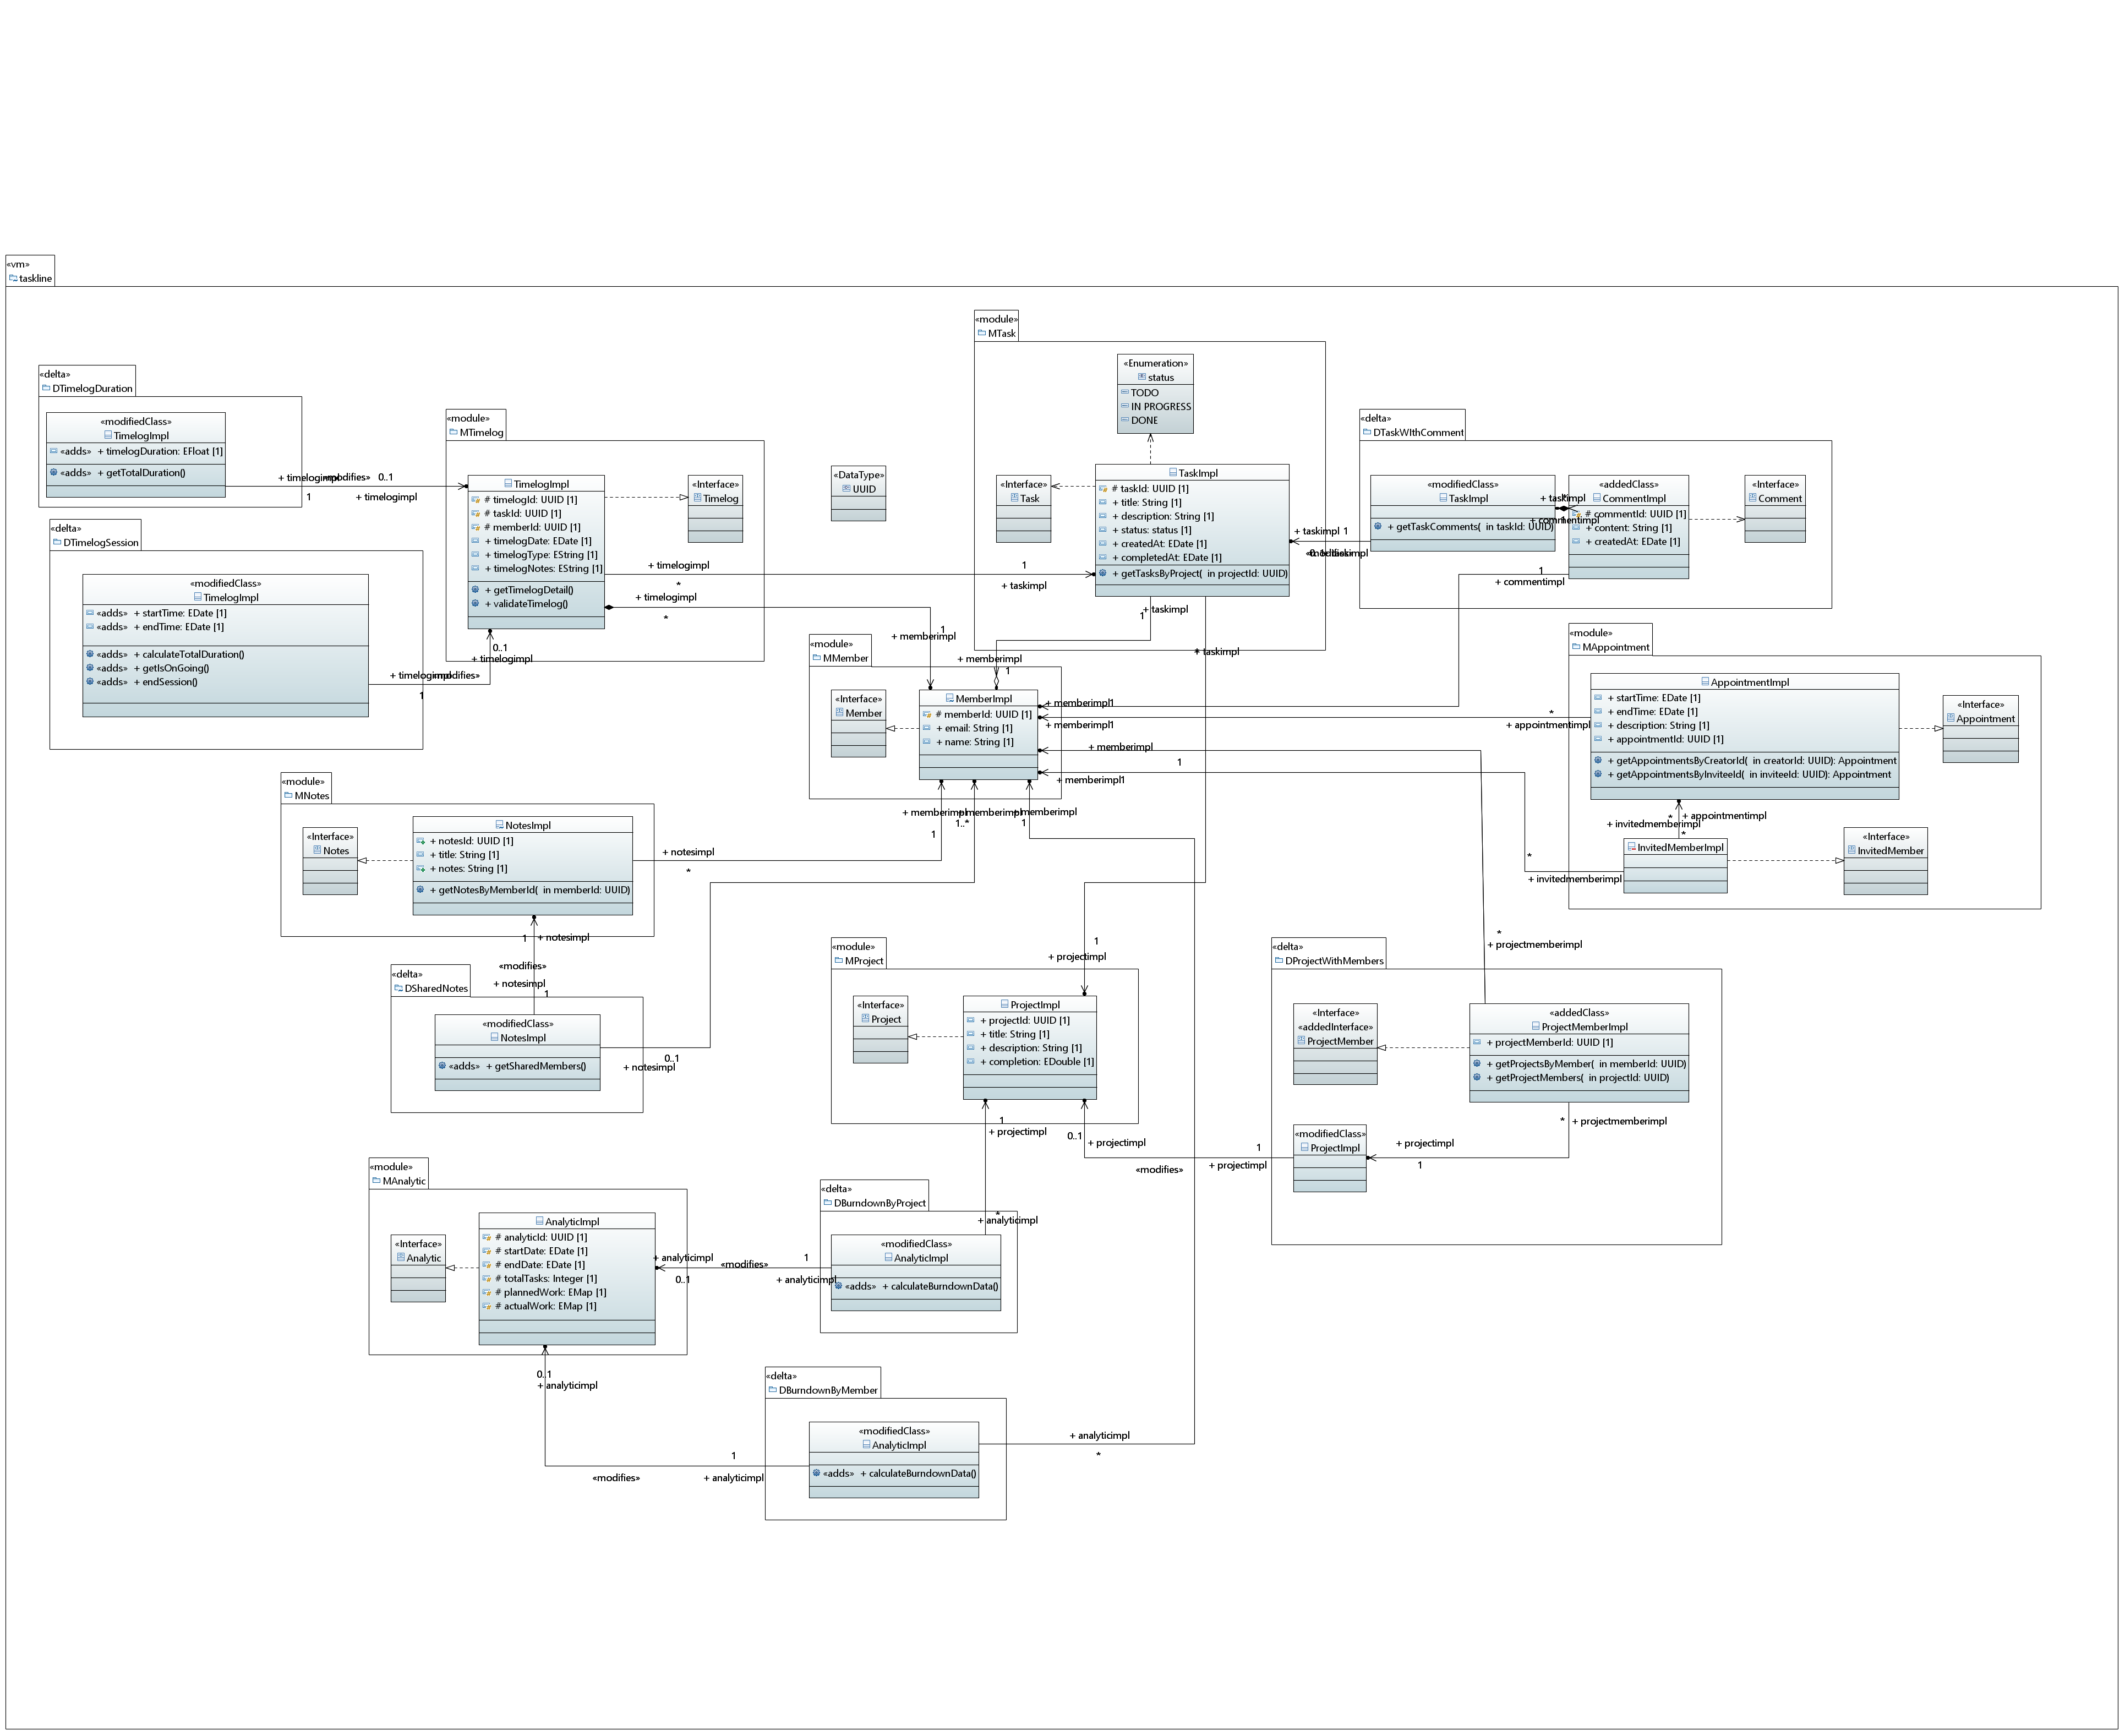 «vm»
taskline
«delta»
DTimelogDuration
«modifiedClass»
TimelogImpl
«adds» + timelogDuration: EFloat [1]
«adds» + getTotalDuration()
+ timelogimpl
«modifies»
0..1
1
+ timelogimpl
«delta»
DTimelogSession
«modifiedClass»
TimelogImpl
«adds» + startTime: EDate [1]
«adds» + endTime: EDate [1]
«adds» + calculateTotalDuration()
«adds» + getIsOnGoing()
«adds» + endSession()
0..1
+ timelogimpl
+ timelogimpl
«modifies»
1
«module»
MTimelog
TimelogImpl
# timelogId: UUID [1]
# taskId: UUID [1]
# memberId: UUID [1]
+ timelogDate: EDate [1]
+ timelogType: EString [1]
+ timelogNotes: EString [1]
+ getTimelogDetail()
+ validateTimelog()
«Interface»
Timelog
+ timelogimpl
*
1
+ taskimpl
+ timelogimpl
*
1
+ memberimpl
«DataType»
UUID
«module»
MTask
«Enumeration»
status
TODO
IN PROGRESS
DONE
«Interface»
Task
TaskImpl
# taskId: UUID [1]
+ title: String [1]
+ description: String [1]
+ status: status [1]
+ createdAt: EDate [1]
+ completedAt: EDate [1]
+ getTasksByProject( in projectId: UUID)
+ taskimpl
1
+ memberimpl
1
* + taskimpl
+ taskimpl 1
«modifies»
+ taskimpl
«delta»
DTaskWIthComment
«modifiedClass»
TaskImpl
+ getTaskComments( in taskId: UUID)
+ taskimpl
+ commentimpl
«addedClass»
CommentImpl
# commentId: UUID [1]
+ content: String [1]
+ createdAt: EDate [1]
«Interface»
Comment
1
+ commentimpl
«module»
MMember
«Interface»
Member
MemberImpl
# memberId: UUID [1]
+ email: String [1]
+ name: String [1]
+ memberimpl1
+ memberimpl1
+ memberimpl
1
+ memberimpl1
*
+ appointmentimpl
«module»
MAppointment
AppointmentImpl
+ startTime: EDate [1]
+ endTime: EDate [1]
+ description: String [1]
+ appointmentId: UUID [1]
+ getAppointmentsByCreatorId( in creatorId: UUID): Appointment
+ getAppointmentsByInviteeId( in inviteeId: UUID): Appointment
«Interface»
Appointment
* + appointmentimpl
+ invitedmemberimpl
*
InvitedMemberImpl
«Interface»
InvitedMember
*
+ invitedmemberimpl
«module»
MNotes
«Interface»
Notes
NotesImpl
+ notesId: UUID [1]
+ title: String [1]
+ notes: String [1]
+ getNotesByMemberId( in memberId: UUID)
+ notesimpl
*
+ memberimpl
+ memberimpl
+ memberimpl
1
1..*
1
1 + notesimpl
«modifies»
+ notesimpl
1
«delta»
DSharedNotes
«modifiedClass»
NotesImpl
«adds» + getSharedMembers()
0..1
+ notesimpl
«module»
MProject
1
+ projectimpl
«Interface»
Project
ProjectImpl
+ projectId: UUID [1]
+ title: String [1]
+ description: String [1]
+ completion: EDouble [1]
1
+ projectimpl
0..1
+ projectimpl
«modifies»
1
+ projectimpl
*
+ projectmemberimpl
«delta»
DProjectWithMembers
«Interface»
«addedInterface»
ProjectMember
«addedClass»
ProjectMemberImpl
+ projectMemberId: UUID [1]
+ getProjectsByMember( in memberId: UUID)
+ getProjectMembers( in projectId: UUID)
* + projectmemberimpl
«modifiedClass»
ProjectImpl
+ projectimpl
1
«module»
MAnalytic
«Interface»
Analytic
AnalyticImpl
# analyticId: UUID [1]
# startDate: EDate [1]
# endDate: EDate [1]
# totalTasks: Integer [1]
# plannedWork: EMap [1]
# actualWork: EMap [1]
+ analyticimpl
0..1
«modifies»
1
+ analyticimpl
«delta»
DBurndownByProject
*
+ analyticimpl
«modifiedClass»
AnalyticImpl
«adds» + calculateBurndownData()
0..1
+ analyticimpl
«modifies»
1
+ analyticimpl
«delta»
DBurndownByMember
«modifiedClass»
AnalyticImpl
«adds» + calculateBurndownData()
+ analyticimpl
*